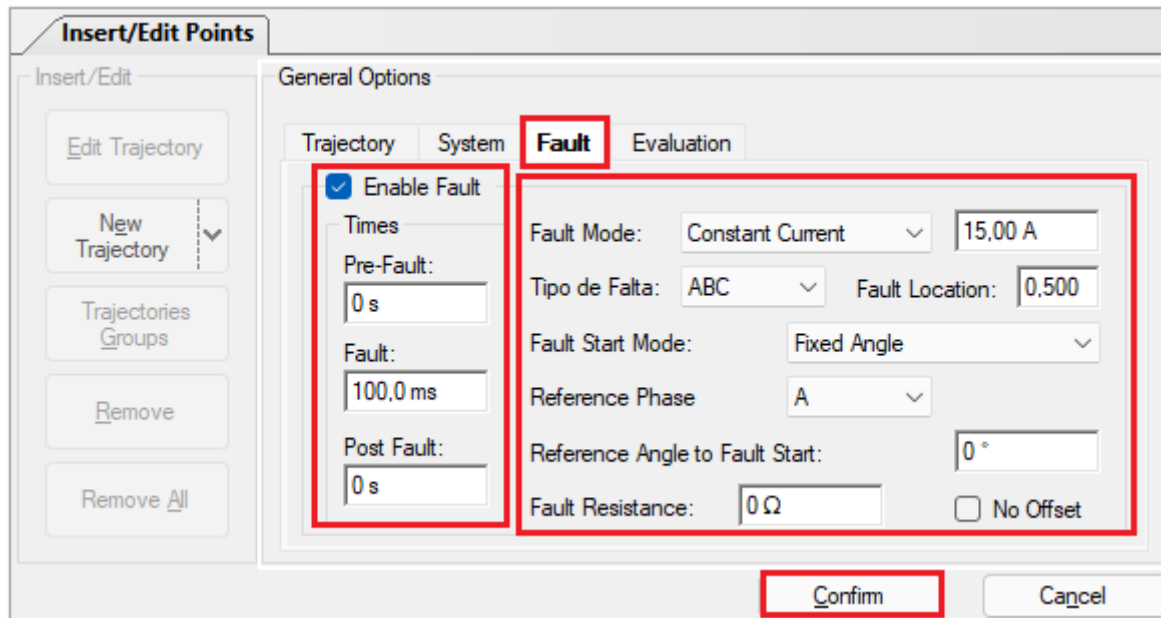 Insert/Edit Points
Insert/Edit
Edit Trajectory
New
Trajectory
Trajectories
Groups
Remove
Remove All
General Options
Trajectory System Fault Evaluation
Enable Fault
Times
Pre-Fault:
0 s
Fault:
100,0 ms
Post Fault:
0 s
Fault Mode: Constant Current 15,00 A
Tipo de Falta: ABC Fault Location: 0,500
Fault Start Mode: Fixed Angle
Reference Phase A
Reference Angle to Fault Start: 0 °
Fault Resistance: 0 Ω No Offset
Confirm Cancel